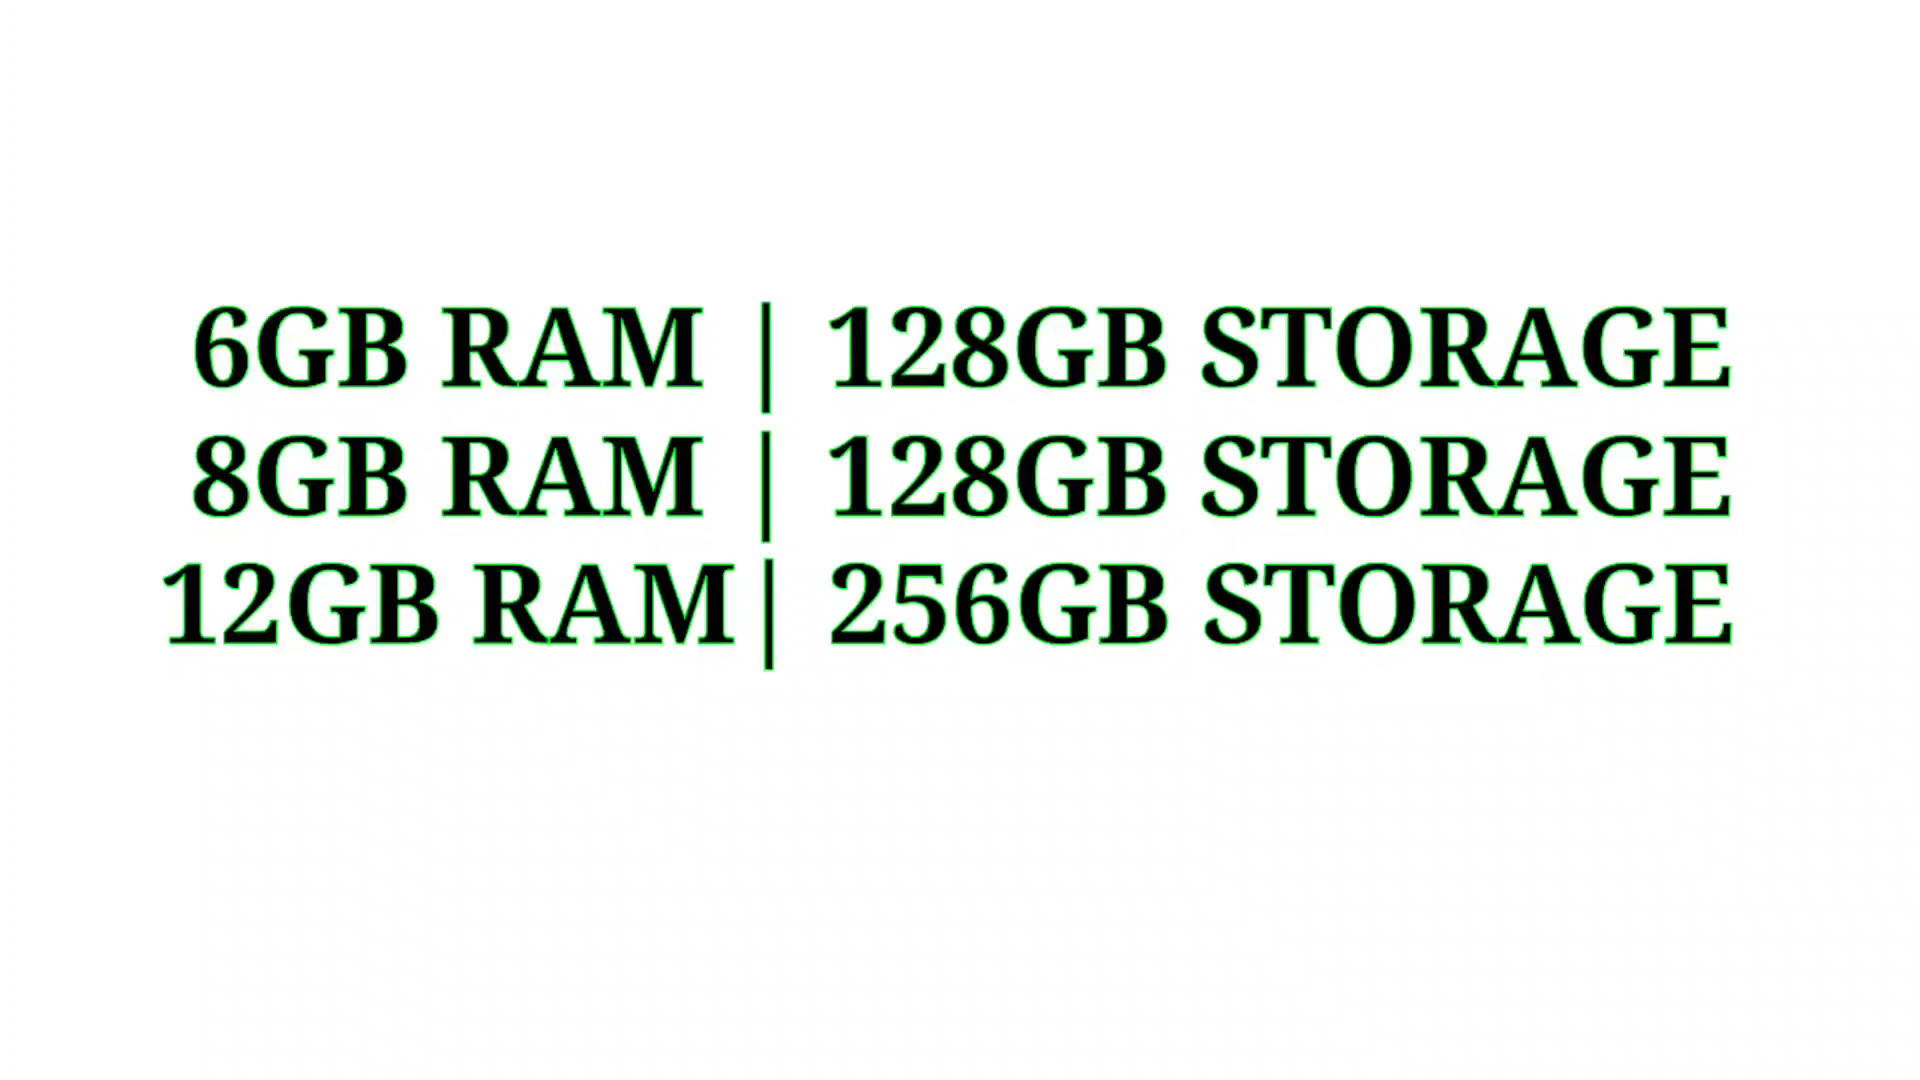 6GB RAM | 128GB STORAGE
8GB RAM | 128GB STORAGE
12GB RAM| 256GB STORAGE